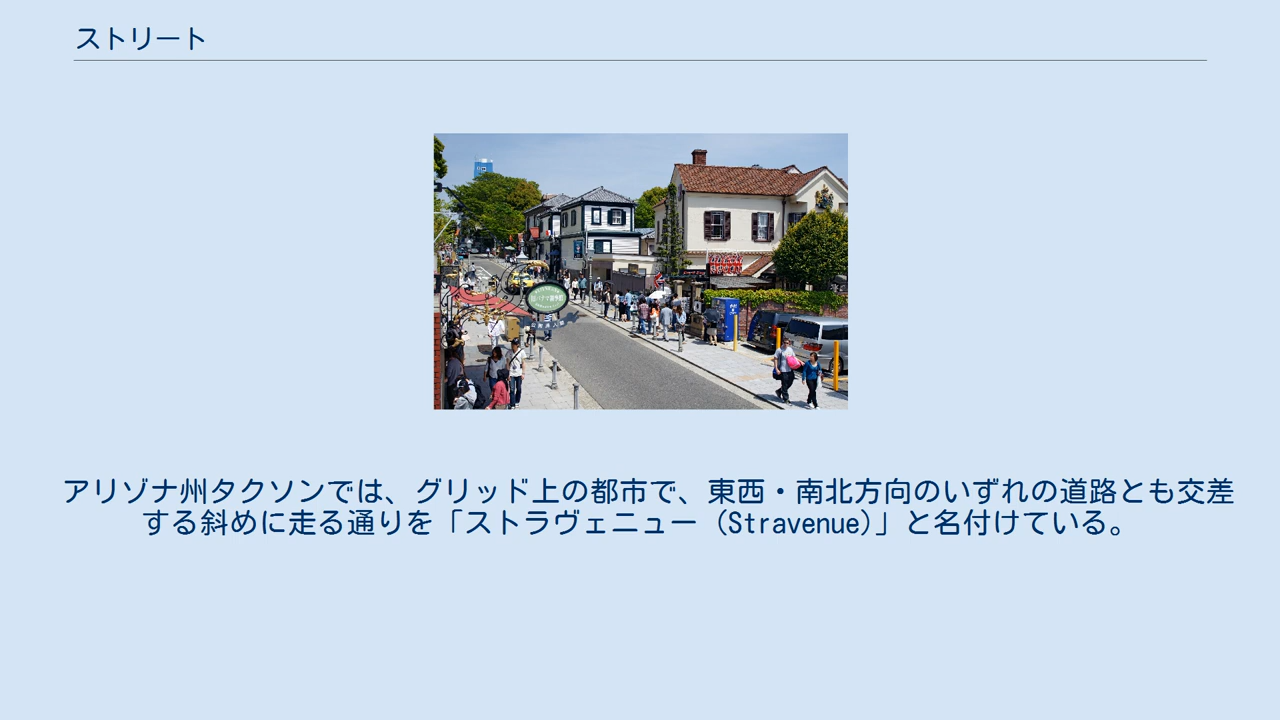 ストリート
アリゾナ州タクソンでは、グリッド上の都市で、東西・南北方向のいずれの道路とも交差
する斜めに走る通りを「ストラヴェニュー（Stravenue)」と名付けている。